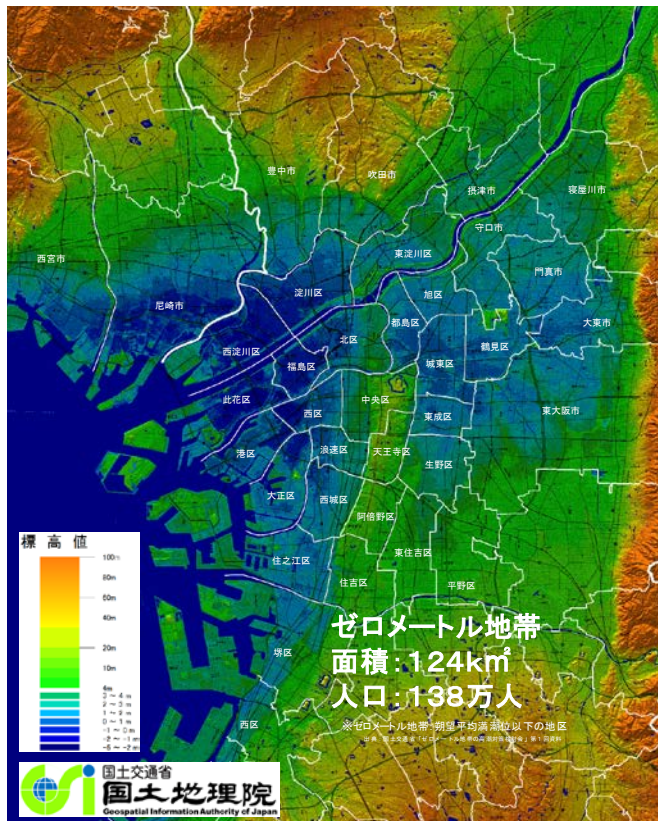 豊中市
吹田市
摂津市
寝屋川市
守口市
西宮市
東淀川区
門真市
尼崎市
淀川区
旭区
都島区
大東市
北区
鶴見区
西淀川区
福島区
城東区
此花区
中央区
西区
東成区
東大阪市
港区
浪速区
天王寺区
生野区
大正区
西城区
阿倍野区
住之江区
東住吉区
住吉区
平野区
堺区
西区
標高値
100m
80m
60m
40m
20m
10m
4m
3～4m
2～3m
1～2m
0～1m
-1～0m
-2～-1m
-5～-2m
ゼロメートル地帯
面積：124k㎡
人口：138万人
※ゼロメートル地帯：朔望平均満潮位以下の地区
国土交通省
国土地理院
Geospatial Information Authority of Japan